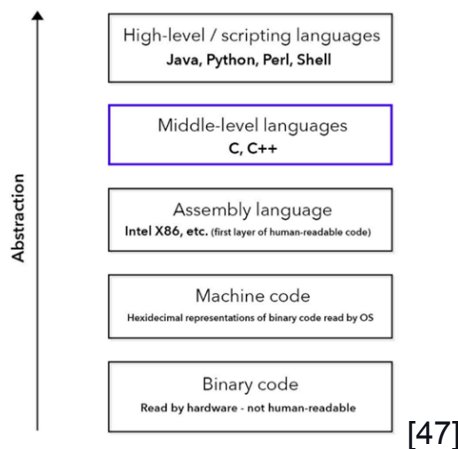 High-level / scripting languages
Java, Python, Perl, Shell
Middle-level languages
C, C++
Assembly language
Intel X86, etc. (first layer of human-readable code)
Machine code
Hexidecimal representations of binary code read by OS
Binary code
Read by hardware - not human-readable
Abstraction
[47]